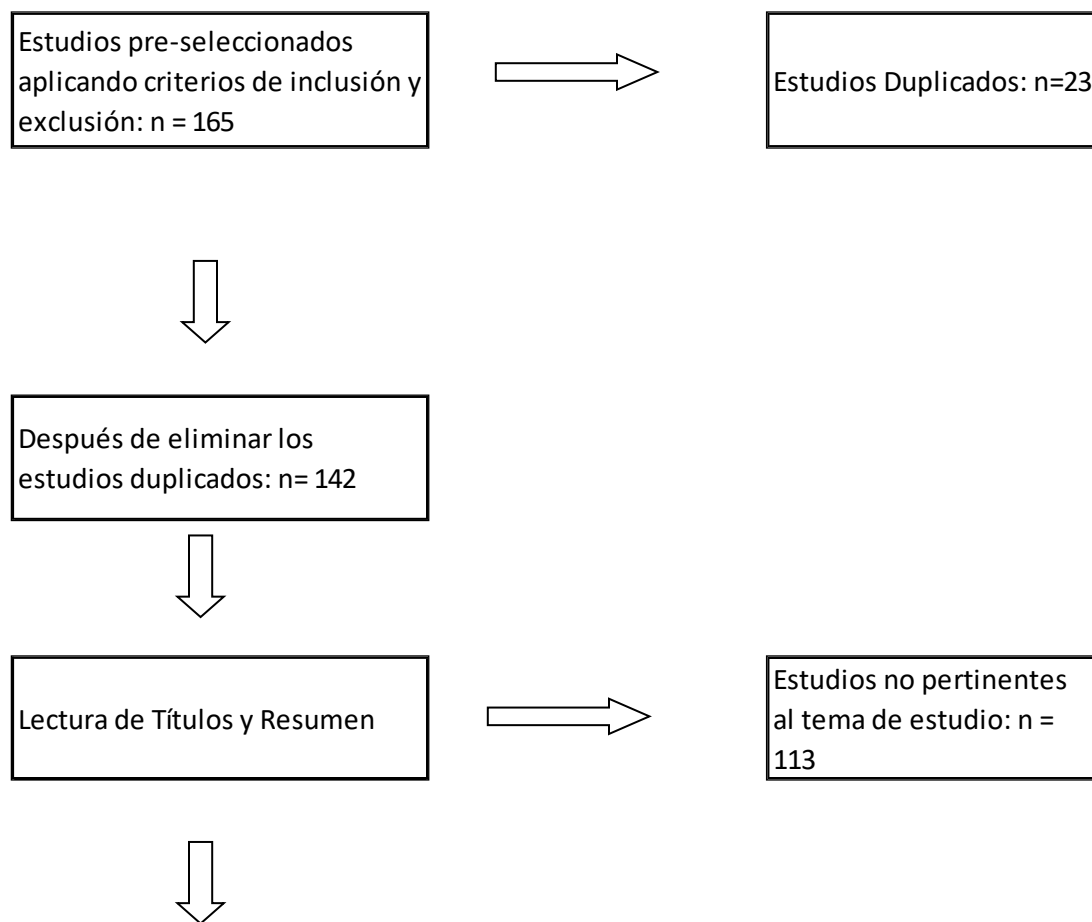 Estudios pre-seleccionados
aplicando criterios de inclusión y
exclusión: n = 165
Estudios Duplicados: n=23
Después de eliminar los
estudios duplicados: n= 142
Lectura de Títulos y Resumen
Estudios no pertinentes
al tema de estudio: n =
113